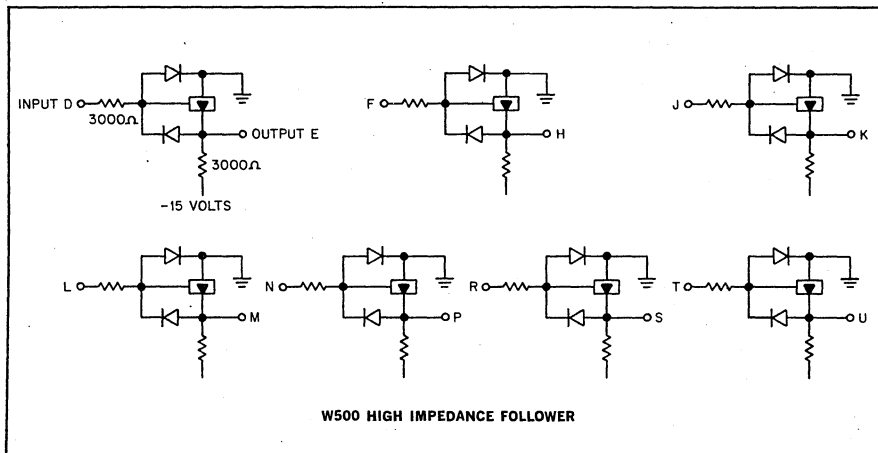 INPUT D
3000Ω
OUTPUT E
3000Ω
-15 VOLTS
F
H
J
K
L
M
N
P
R
S
T
U
W500 HIGH IMPEDANCE FOLLOWER